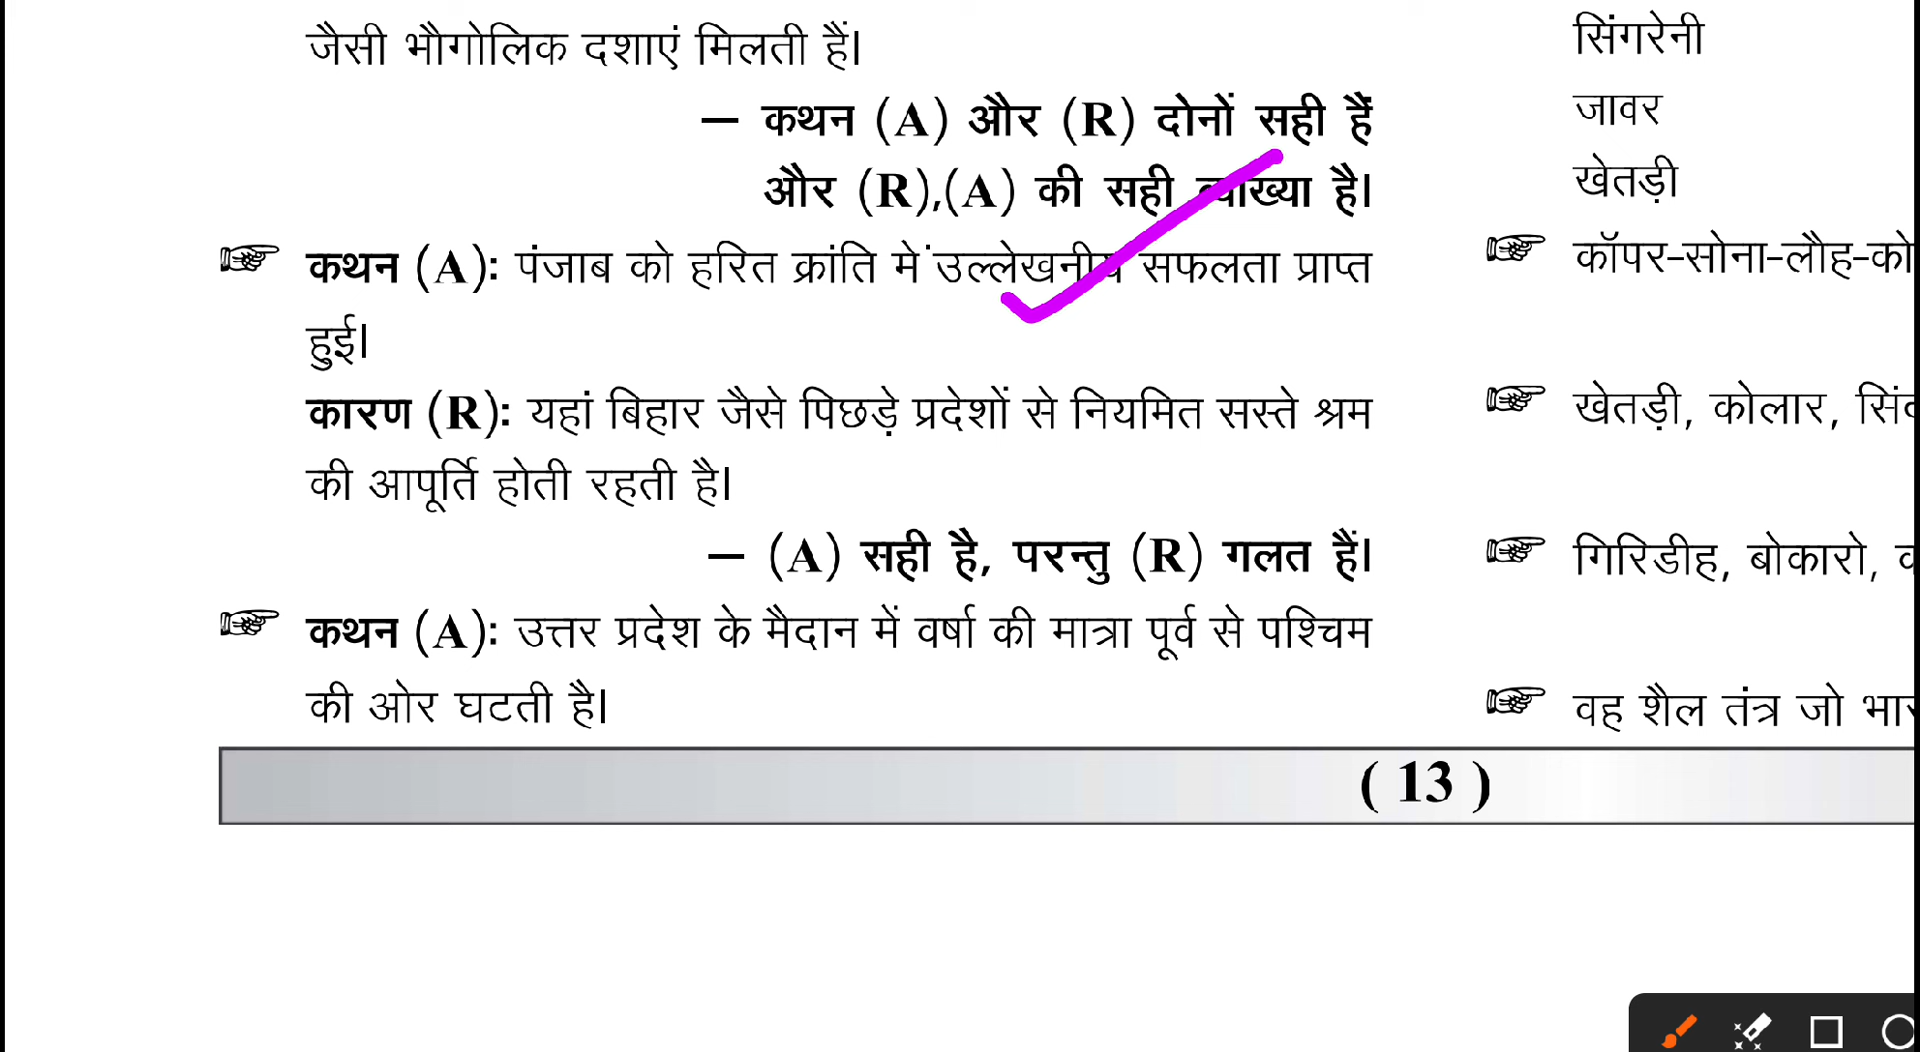 जैसी भौगोलिक दशाएं मिलती हैं।
– कथन (A) और (R) दोनों सही हैं
और (R),(A) की सही व्याख्या है।
☞ कथन (A): पंजाब को हरित क्रांति में उल्लेखनीय सफलता प्राप्त
हुई।
कारण (R): यहां बिहार जैसे पिछड़े प्रदेशों से नियमित सस्ते श्रम
की आपूर्ति होती रहती है।
– (A) सही है, परन्तु (R) गलत हैं।
☞ कथन (A): उत्तर प्रदेश के मैदान में वर्षा की मात्रा पूर्व से पश्चिम
की ओर घटती है।
सिंगरेनी
जावर
खेतड़ी
☞ कॉपर-सोना-लौह-को
☞ खेतड़ी, कोलार,
☞ गिरिडीह, बोकारो,
☞ वह शैल तंत्र जो
( 13 )